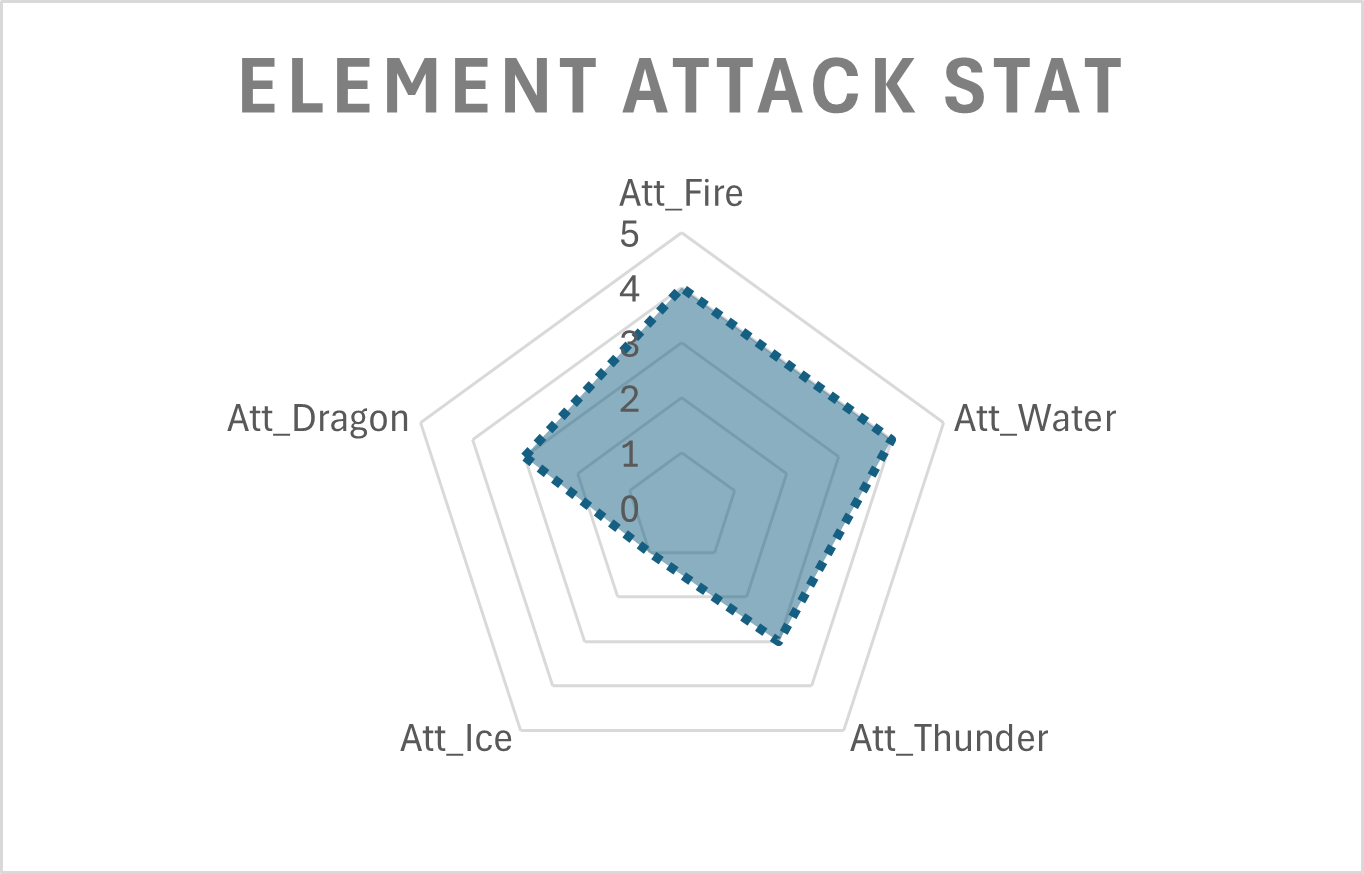 ELEMENT ATTACK STAT
Att_Fire
5
4
3
2
1
0
Att_Dragon
Att_Water
Att_Ice
Att_Thunder